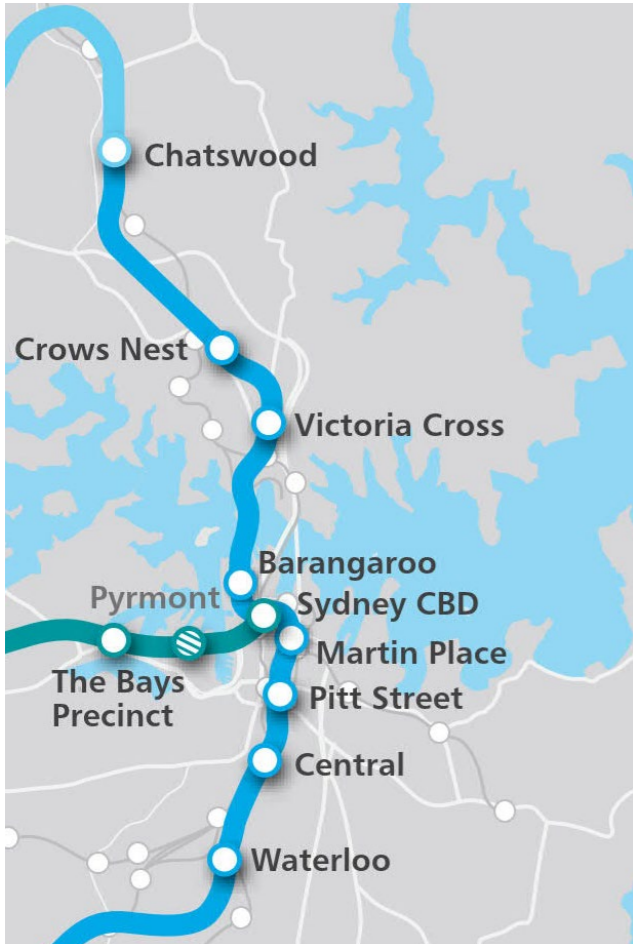 Chatswood
Crows Nest
Victoria Cross
Barangaroo
Pyrmont
Sydney CBD
Martin Place
The Bays
Precinct
Pitt Street
Central
Waterloo